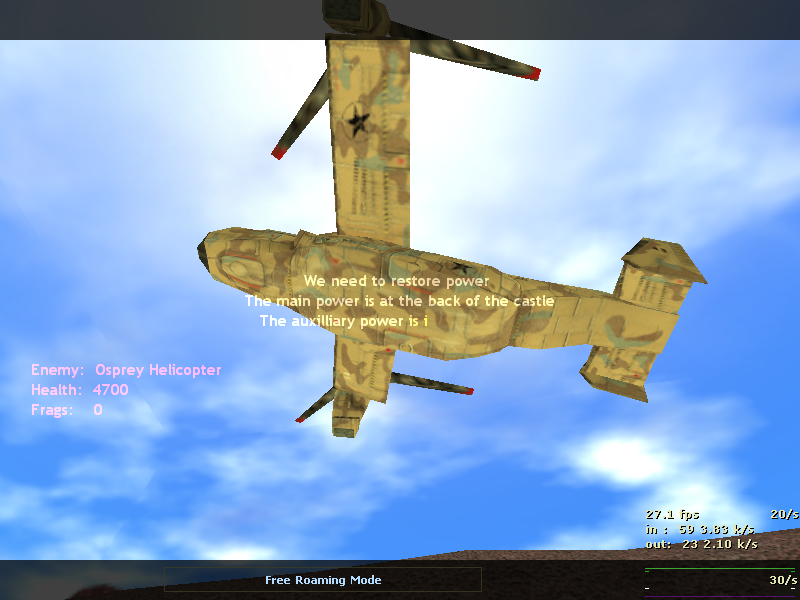 We need to restore power
The main power is at the back of the castle
The auxilliary power is i
Enemy: Osprey Helicopter
Health: 4700
Frags: 0
27.1 fps 20/s
in : 59 3.83 k/s
out: 23 2.10 k/s
Free Roaming Mode
30/s